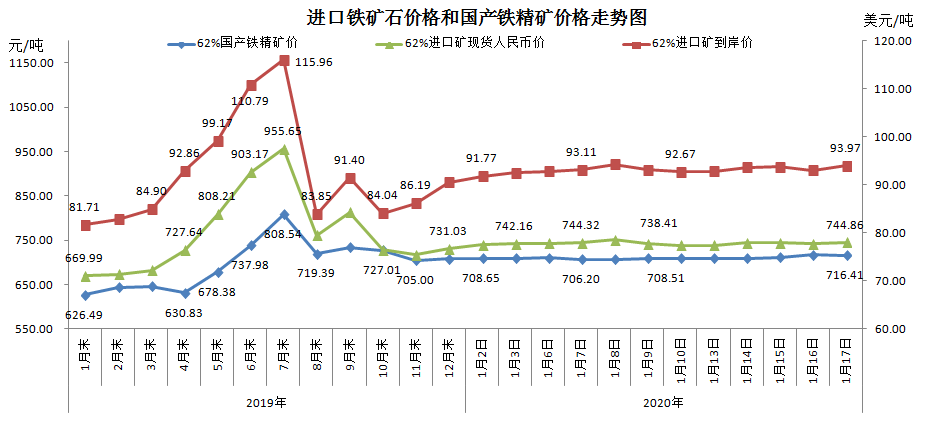 进口铁矿石价格和国产铁精矿价格走势图
元/吨
美元/吨
62%国产铁精矿价 62%进口矿现货人民币价 62%进口矿到岸价
1150.00
1050.00
950.00
850.00
750.00
650.00
550.00
120.00
110.00
100.00
90.00
80.00
70.00
60.00
81.71 84.90 92.86 99.17 110.79 115.96 83.85 91.40 84.04 86.19 91.77 93.11 92.67 93.97
669.99 727.64 808.21 903.17 955.65 731.03 742.16 744.32 738.41 744.86
626.49 630.83 678.38 737.98 808.54 719.39 727.01 705.00 708.65 706.20 708.51 716.41
1月末 2月末 3月末 4月末 5月末 6月末 7月末 8月末 9月末 10月末 11月末 12月末 1月2日 1月3日 1月6日 1月7日 1月8日 1月9日 1月10日 1月13日 1月14日 1月15日 1月16日 1月17日
2019年 2020年